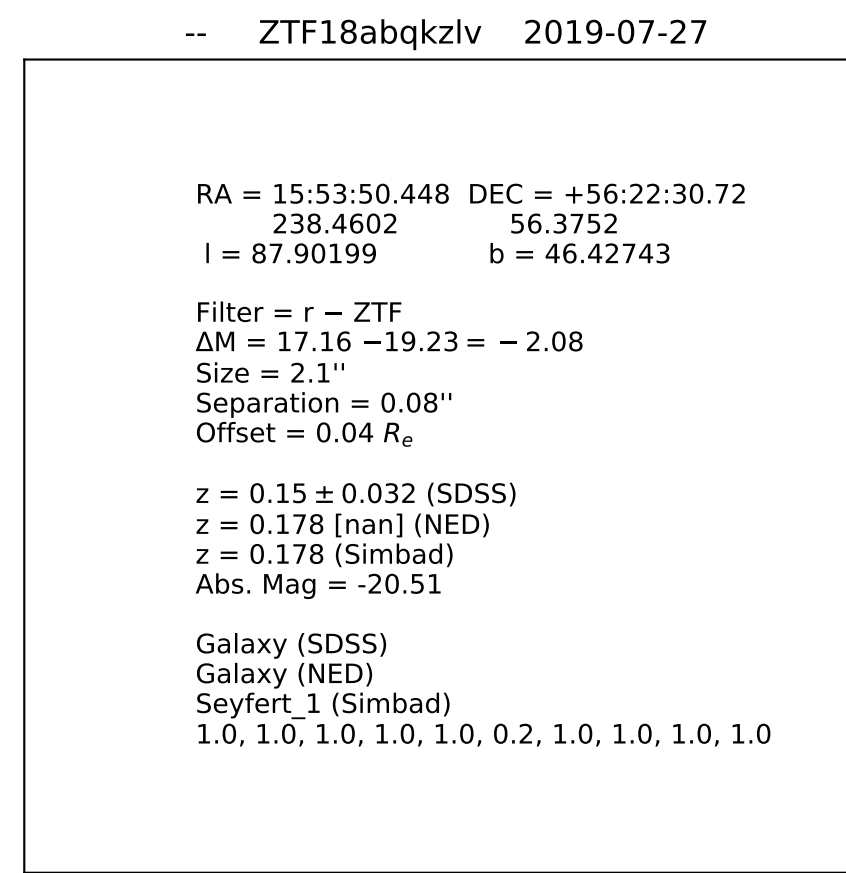 -- ZTF18abqkzlv 2019-07-27
RA = 15:53:50.448 DEC = +56:22:30.72
238.4602 56.3752
l = 87.90199 b = 46.42743
Filter = r − ZTF
ΔM = 17.16 −19.23 = − 2.08
Size = 2.1''
Separation = 0.08''
Offset = 0.04 Re
z = 0.15 ± 0.032 (SDSS)
z = 0.178 [nan] (NED)
z = 0.178 (Simbad)
Abs. Mag = -20.51
Galaxy (SDSS)
Galaxy (NED)
Seyfert_1 (Simbad)
1.0, 1.0, 1.0, 1.0, 1.0, 0.2, 1.0, 1.0, 1.0, 1.0